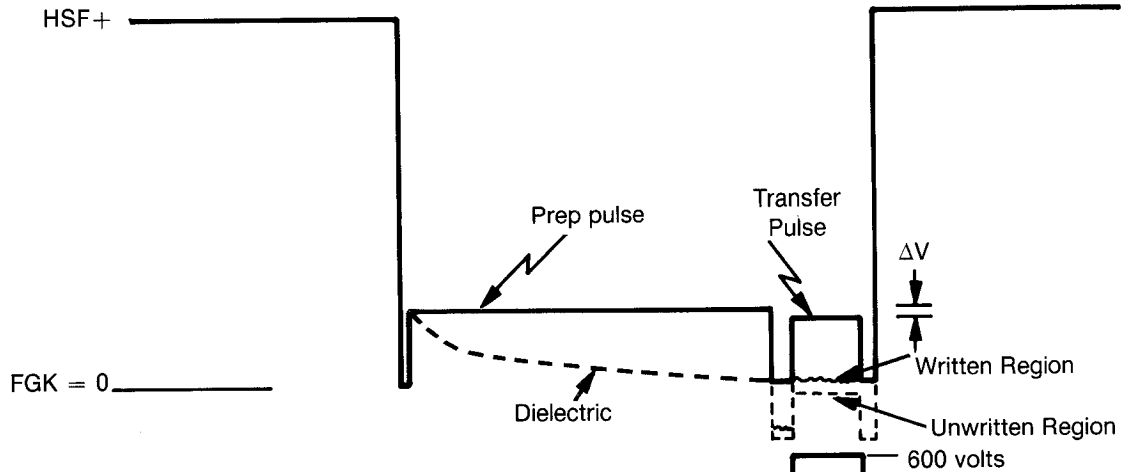 HSF+
Transfer
Pulse
Prep pulse
ΔV
Written Region
FGK = 0
Dielectric
Unwritten Region
600 volts